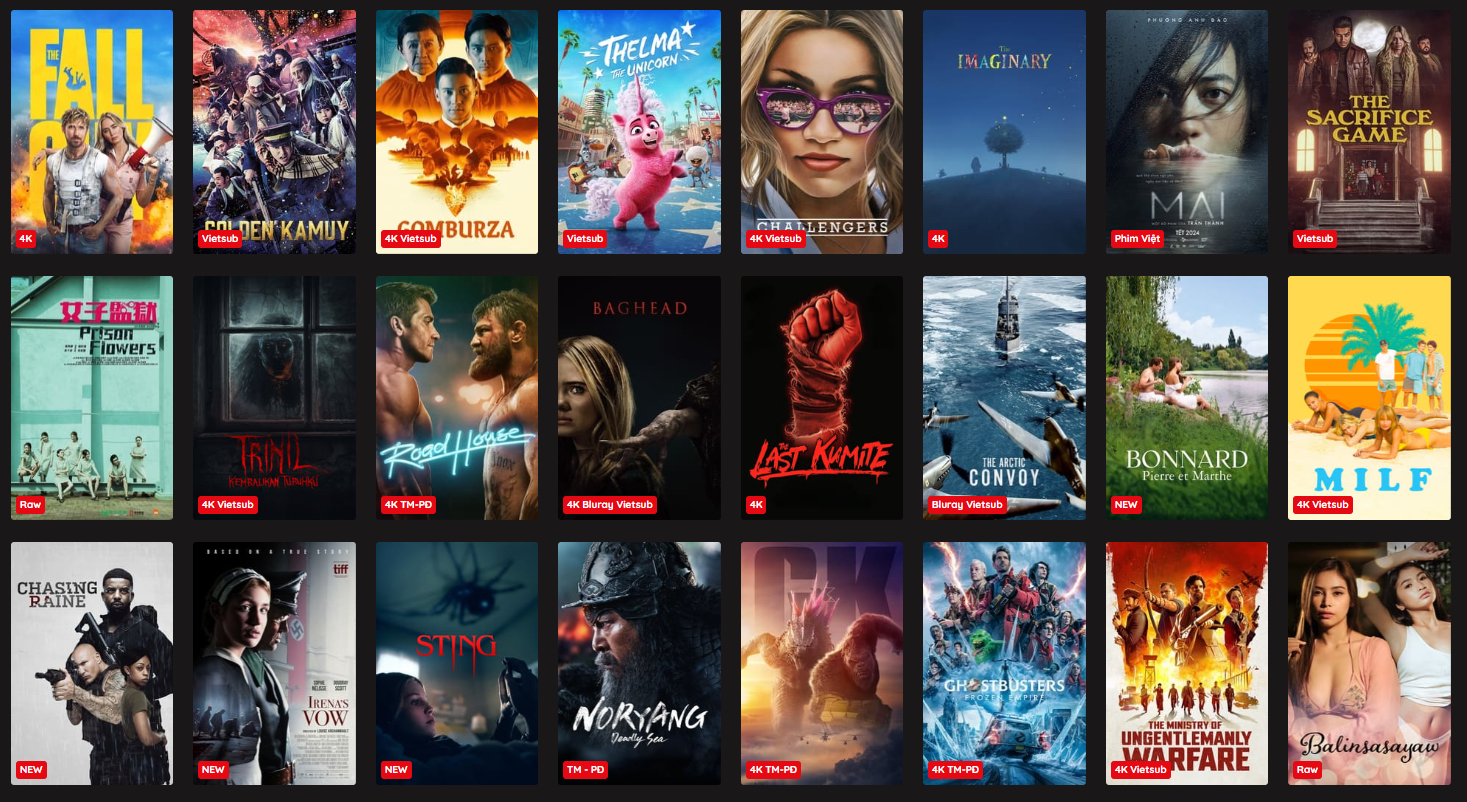 THE
FALL
GUY
4K
GOLDEN KAMUY
Vietsub
GOMBURZA
4K Vietsub
THELMA
THE UNICORN
Vietsub
CHALLENGERS
4K Vietsub
The
IMAGINARY
4K
PHƯƠNG ANH ĐÀO
MAI
TRẤN THÀNH
TẾT 2024
Phim Việt
THE
SACRIFICE
GAME
Vietsub
女子監獄
Prison
Flowers
Raw
TRINIL
KEMBALIKAN TUBUHKU
4K Vietsub
Road House
4K TM-PĐ
BAGHEAD
4K Bluray Vietsub
THE
LAST KUMITE
4K
THE ARCTIC
CONVOY
Bluray Vietsub
BONNARD
Pierre et Marthe
NEW
MILF
4K Vietsub
CHASING
RAINE
NEW
BASED ON A TRUE STORY
tiff
SOPHIE
NÉLISSE
DOUGRAY
SCOTT
IRENA'S
VOW
NEW
STING
NEW
NORYANG
Deadly Sea
TM - PĐ
GK
4K TM-PĐ
GHOSTBUSTERS
FROZEN EMPIRE
4K TM-PĐ
THE MINISTRY OF
UNGENTLEMANLY
WARFARE
4K Vietsub
Balinsasayaw
Raw